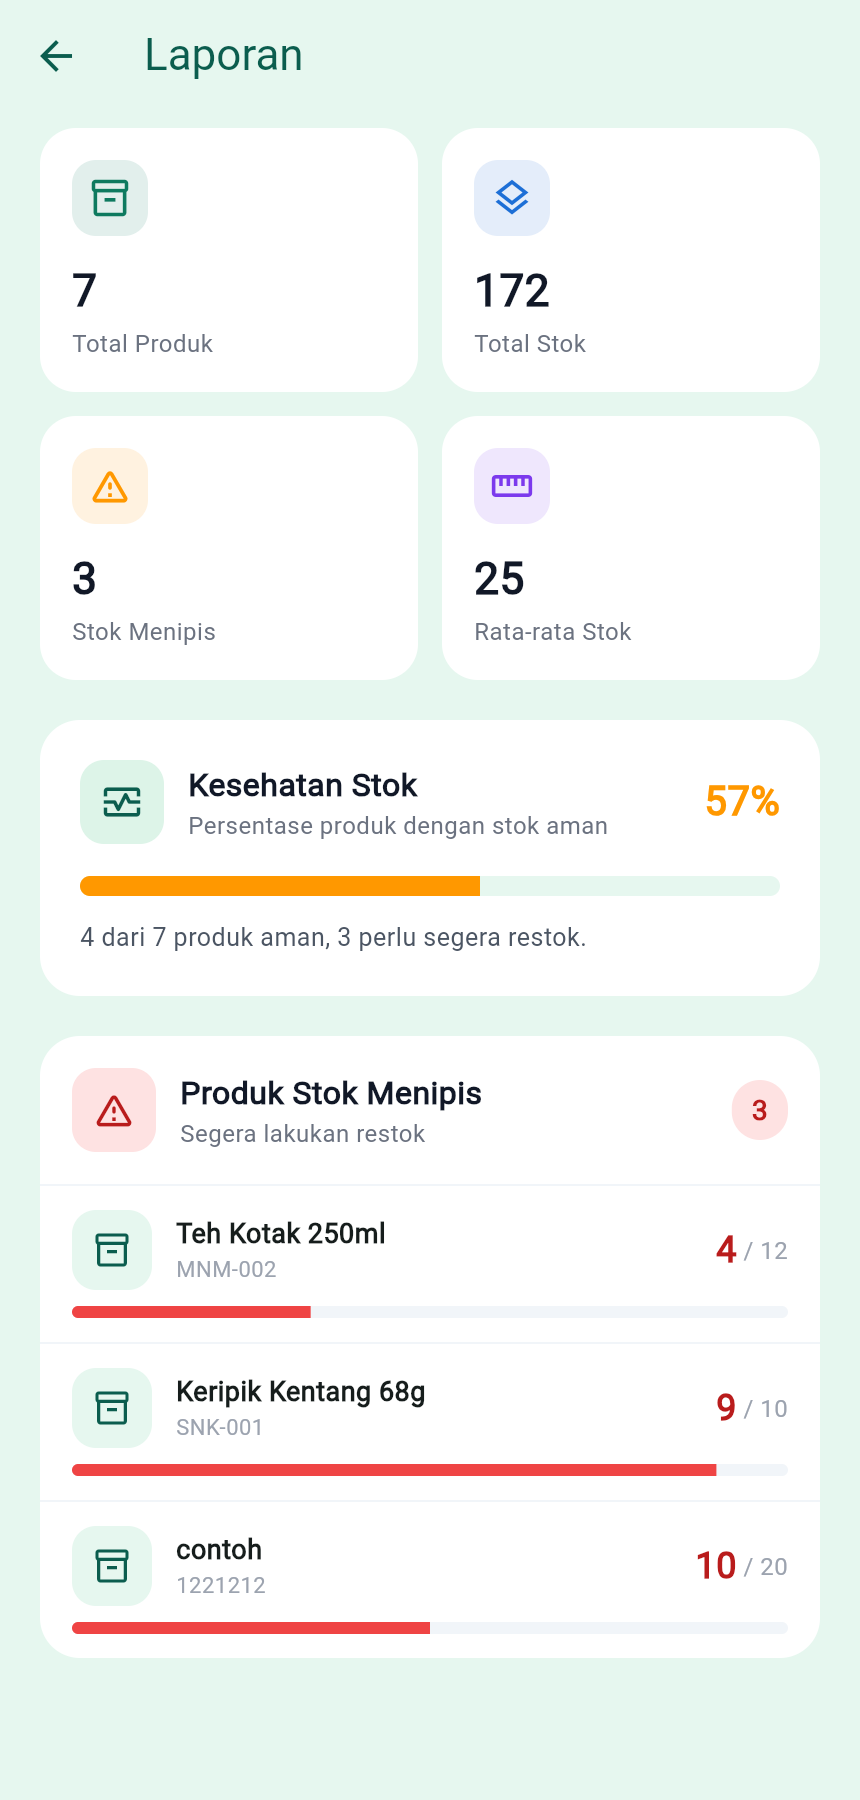 Laporan
7
Total Produk
172
Total Stok
3
Stok Menipis
25
Rata-rata Stok
Kesehatan Stok
Persentase produk dengan stok aman
57%
4 dari 7 produk aman, 3 perlu segera restok.
Produk Stok Menipis
Segera lakukan restok
3
Teh Kotak 250ml
MNM-002
4 / 12
Keripik Kentang 68g
SNK-001
9 / 10
contoh
1221212
10 / 20